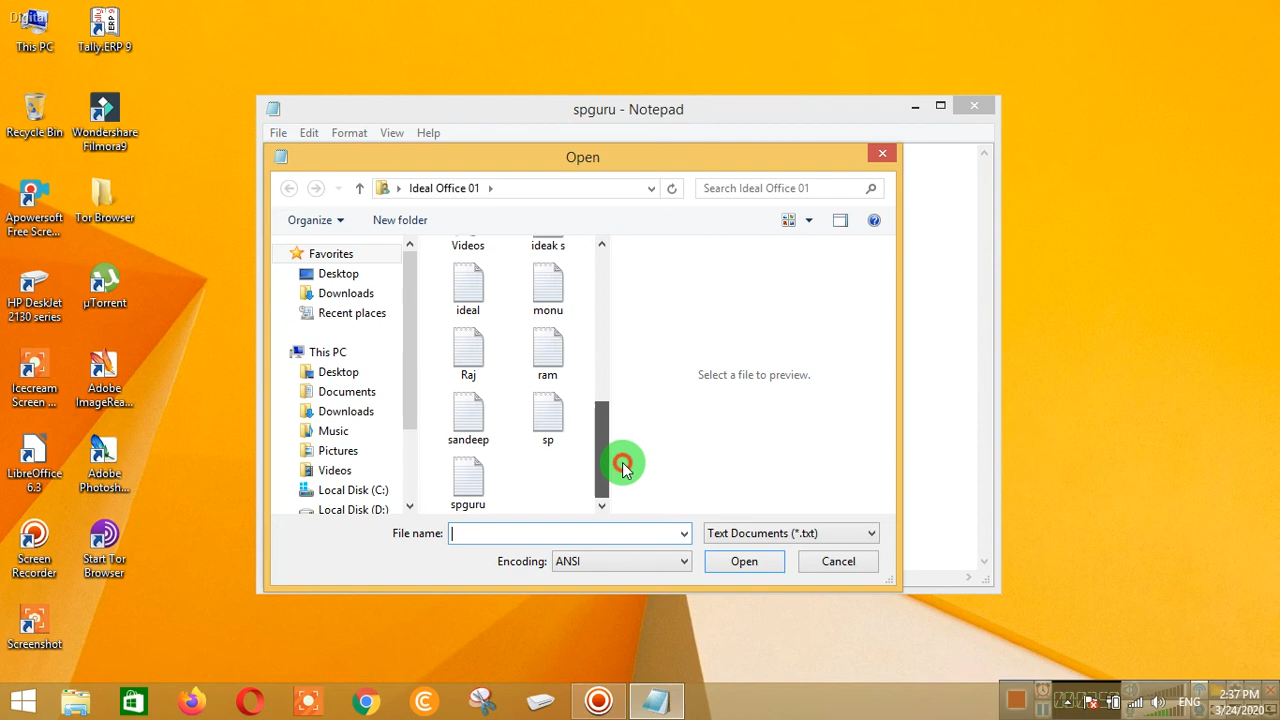 Digital
This PC
Tally.ERP 9
Recycle Bin
Wondershare
Filmora9
Apowersoft
Free Scre...
Tor Browser
HP DeskJet
2130 series
µTorrent
Icecream
Screen ...
Adobe
ImageRea...
LibreOffice
6.3
Adobe
Photosh...
Screen
Recorder
Start Tor
Browser
Screenshot
spguru - Notepad
File Edit Format View Help
Open
Ideal Office 01
Search Ideal Office 01
Organize
New folder
Favorites
Desktop
Downloads
Recent places
This PC
Desktop
Documents
Downloads
Music
Pictures
Videos
Local Disk (C:)
Local Disk (D:)
Videos
ideak s
ideal
monu
Raj
ram
sandeep
sp
spguru
Select a file to preview.
File name:
Text Documents (*.txt)
Encoding:
ANSI
Open
Cancel
ENG
2:37 PM
3/24/2020